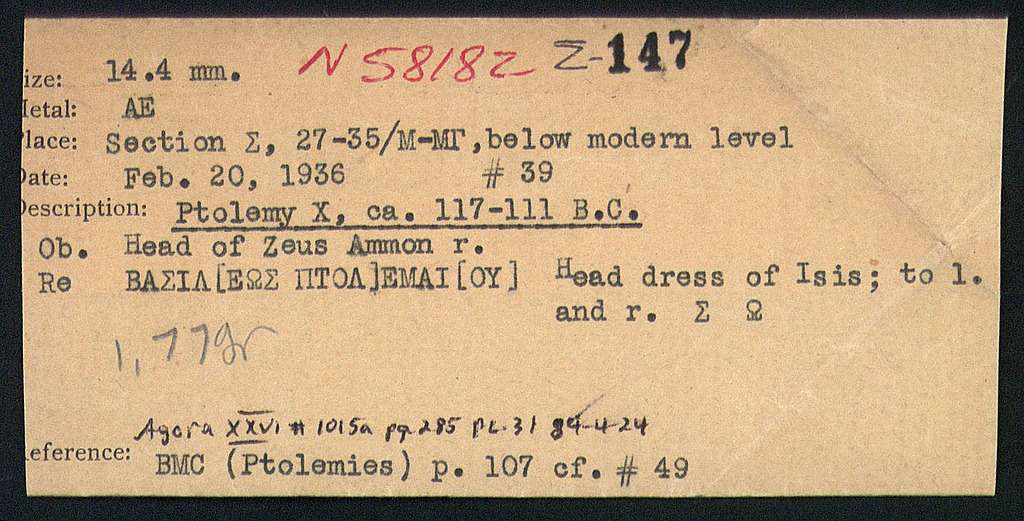 N 58182 Σ-147
ize: 14.4 mm.
letal: AE
lace: Section Σ, 27-35/Μ-ΜΓ, below modern level
ate: Feb. 20, 1936 # 39
escription: Ptolemy X, ca. 117-111 B.C.
Ob. Head of Zeus Ammon r.
Re ΒΑΣΙΛ[ΕΩΣ ΠΤΟΛ]ΕΜΑΙ[ΟΥ] Head dress of Isis; to l.
and r. Σ Ω
1,77gr
Agora XXVI # 1015a pg.285 PL.31 84-4-24
eference: BMC (Ptolemies) p. 107 cf. # 49